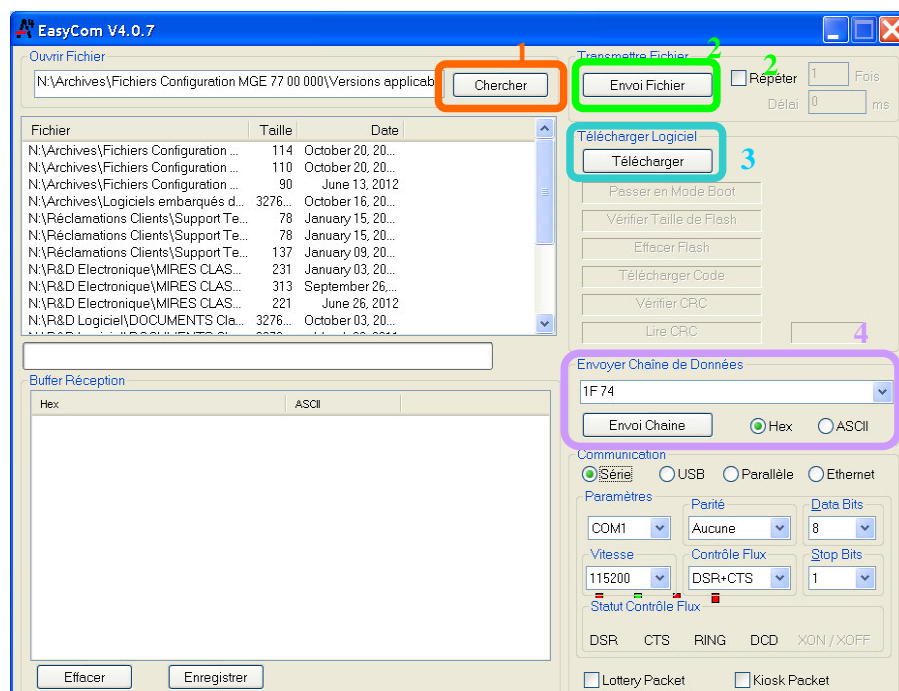 EasyCom V4.0.7
Ouvrir Fichier
N:\Archives\Fichiers Configuration MGE 77 00 000\Versions applicab
Chercher
1
Fichier Taille Date
N:\Archives\Fichiers Configuration ... 114 October 20, 20...
N:\Archives\Fichiers Configuration ... 110 October 20, 20...
N:\Archives\Fichiers Configuration ... 90 June 13, 2012
N:\Archives\Logiciels embarqués d... 3276... October 16, 20...
N:\Réclamations Clients\Support Te... 78 January 15, 20...
N:\Réclamations Clients\Support Te... 78 January 15, 20...
N:\Réclamations Clients\Support Te... 137 January 09, 20...
N:\R&D Electronique\MIRES CLAS... 231 January 03, 20...
N:\R&D Electronique\MIRES CLAS... 313 September 26,...
N:\R&D Electronique\MIRES CLAS... 221 June 26, 2012
N:\R&D Logiciel\DOCUMENTS Cla... 3276... October 03, 20...
Buffer Réception
Hex ASCII
Effacer Enregistrer
Transmettre Fichier
2
Envoi Fichier
2
Répéter 1 Fois
Délai 0 ms
Télécharger Logiciel
Télécharger
3
Passer en Mode Boot
Vérifier Taille de Flash
Effacer Flash
Télécharger Code
Vérifier CRC
Lire CRC
4
Envoyer Chaîne de Données
1F 74
Envoi Chaine Hex ASCII
Communication
Série USB Parallèle Ethernet
Paramètres Parité Data Bits
COM1 Aucune 8
Vitesse Contrôle Flux Stop Bits
115200 DSR+CTS 1
Statut Contrôle Flux
DSR CTS RING DCD XON / XOFF
Lottery Packet Kiosk Packet